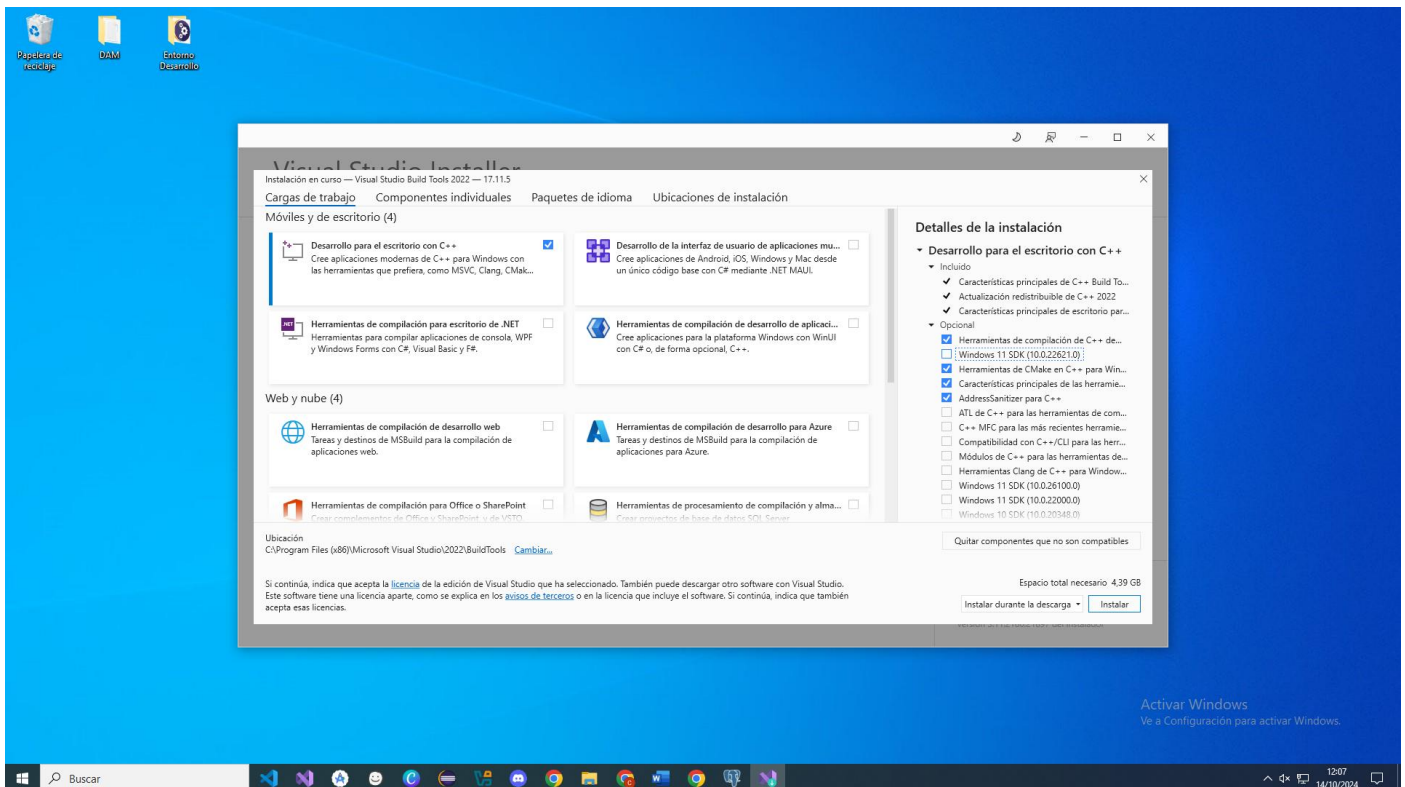 Papelera de
reciclaje
DAM
Entorno
Desarrollo
Visual Studio Installer
Instalación en curso — Visual Studio Build Tools 2022 — 17.11.5
Cargas de trabajo Componentes individuales Paquetes de idioma Ubicaciones de instalación
Móviles y de escritorio (4)
Desarrollo para el escritorio con C++
Cree aplicaciones modernas de C++ para Windows con
las herramientas que prefiera, como MSVC, Clang, CMak...
Desarrollo de la interfaz de usuario de aplicaciones mu...
Cree aplicaciones de Android, iOS, Windows y Mac desde
un único código base con C# mediante .NET MAUI.
.NET
Herramientas de compilación para escritorio de .NET
Herramientas para compilar aplicaciones de consola, WPF
y Windows Forms con C#, Visual Basic y F#.
Herramientas de compilación de desarrollo de aplicaci...
Cree aplicaciones para la plataforma Windows con WinUI
con C# o, de forma opcional, C++.
Web y nube (4)
Herramientas de compilación de desarrollo web
Tareas y destinos de MSBuild para la compilación de
aplicaciones web.
Herramientas de compilación de desarrollo para Azure
Tareas y destinos de MSBuild para la compilación de
aplicaciones para Azure.
Herramientas de compilación para Office o SharePoint
Crear complementos de Office y SharePoint, y de VSTO.
Herramientas de procesamiento de compilación y alma...
Crear proyectos de base de datos SQL Server
Detalles de la instalación
Desarrollo para el escritorio con C++
Incluido
Características principales de C++ Build To...
Actualización redistribuible de C++ 2022
Características principales de escritorio par...
Opcional
Herramientas de compilación de C++ de...
Windows 11 SDK (10.0.22621.0)
Herramientas de CMake en C++ para Win...
Características principales de las herramie...
AddressSanitizer para C++
ATL de C++ para las herramientas de com...
C++ MFC para las más recientes herramie...
Compatibilidad con C++/CLI para las herr...
Módulos de C++ para las herramientas de...
Herramientas Clang de C++ para Window...
Windows 11 SDK (10.0.26100.0)
Windows 11 SDK (10.0.22000.0)
Windows 10 SDK (10.0.20348.0)
Ubicación
C:\Program Files (x86)\Microsoft Visual Studio\2022\BuildTools Cambiar...
Quitar componentes que no son compatibles
Si continúa, indica que acepta la licencia de la edición de Visual Studio que ha seleccionado. También puede descargar otro software con Visual Studio.
Este software tiene una licencia aparte, como se explica en los avisos de terceros o en la licencia que incluye el software. Si continúa, indica que también
acepta esas licencias.
Espacio total necesario 4,39 GB
Instalar durante la descarga Instalar
Activar Windows
Ve a Configuración para activar Windows.
Buscar
12:07
14/10/2024